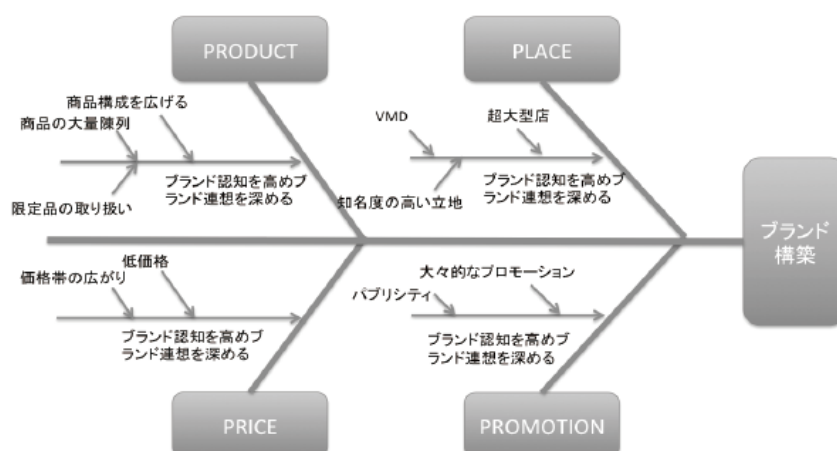 PRODUCT
PLACE
商品構成を広げる
商品の大量陳列
限定品の取り扱い
ブランド認知を高めブ
ランド連想を深める
VMD
超大型店
知名度の高い立地
ブランド認知を高めブ
ランド連想を深める
ブランド
構築
低価格
価格帯の広がり
ブランド認知を高めブ
ランド連想を深める
大々的なプロモーション
パブリシティ
ブランド認知を高めブ
ランド連想を深める
PRICE
PROMOTION